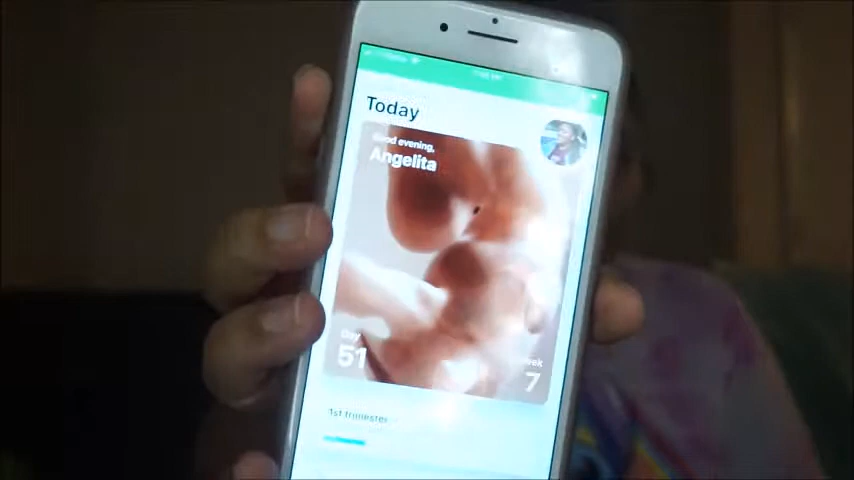 Today
Good evening,
Angelita
Day
51
Week
7
1st trimester